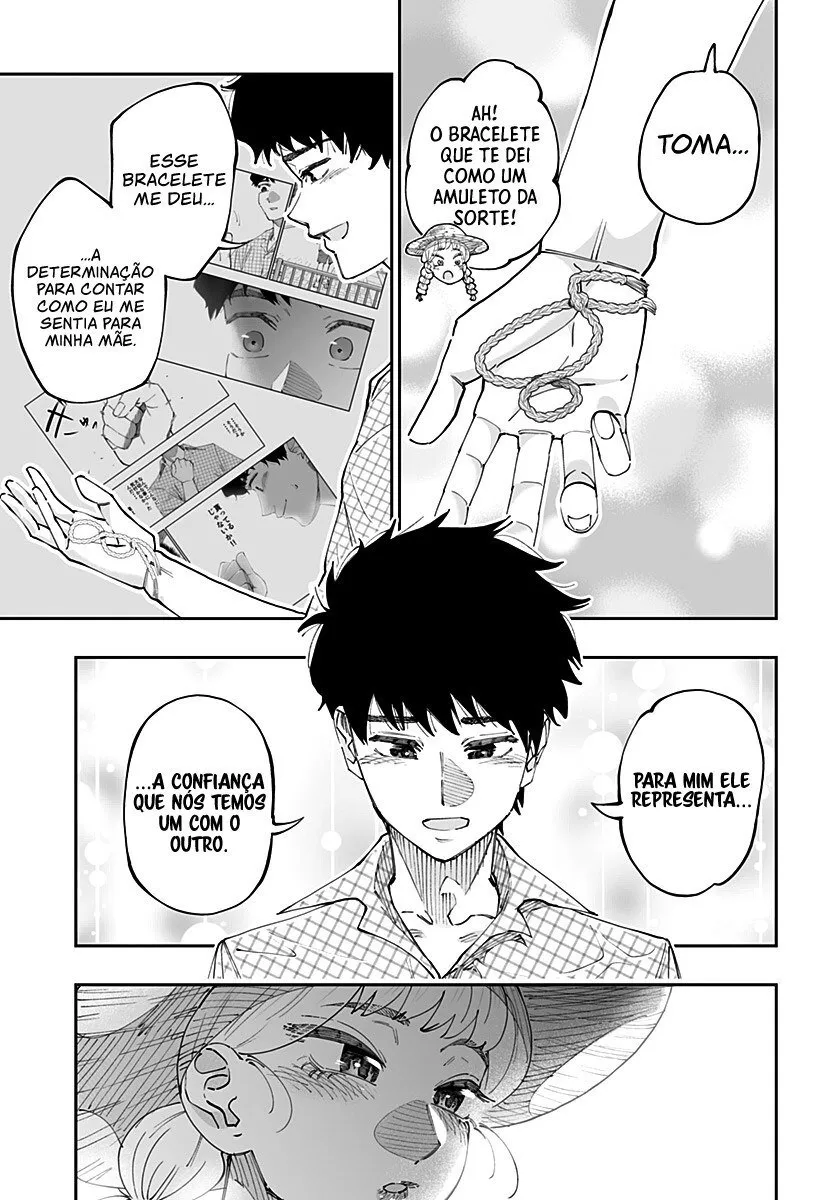 TOMA...
AH!
O BRACELETE
QUE TE DEI
COMO UM
AMULETO DA
SORTE!
ESSE
BRACELETE
ME DEU...
...A
DETERMINAÇÃO
PARA CONTAR
COMO EU ME
SENTIA PARA
MINHA MÃE.
PARA MIM ELE
REPRESENTA...
...A CONFIANÇA
QUE NÓS TEMOS
UM COM O
OUTRO.